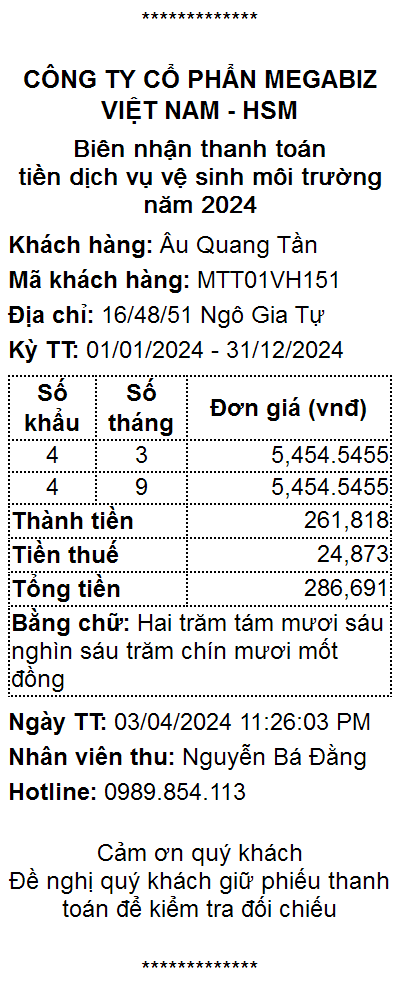 *************
CÔNG TY CỔ PHẨN MEGABIZ
VIỆT NAM - HSM
Biên nhận thanh toán
tiền dịch vụ vệ sinh môi trường
năm 2024
Khách hàng: Âu Quang Tần
Mã khách hàng: MTT01VH151
Địa chỉ: 16/48/51 Ngô Gia Tự
Kỳ TT: 01/01/2024 - 31/12/2024
Số khẩu Số tháng Đơn giá (vnđ)
4 3 5,454.5455
4 9 5,454.5455
Thành tiền 261,818
Tiền thuế 24,873
Tổng tiền 286,691
Bằng chữ: Hai trăm tám mươi sáu
nghìn sáu trăm chín mươi mốt
đồng
Ngày TT: 03/04/2024 11:26:03 PM
Nhân viên thu: Nguyễn Bá Đằng
Hotline: 0989.854.113
Cảm ơn quý khách
Đề nghị quý khách giữ phiếu thanh
toán để kiểm tra đối chiếu
*************